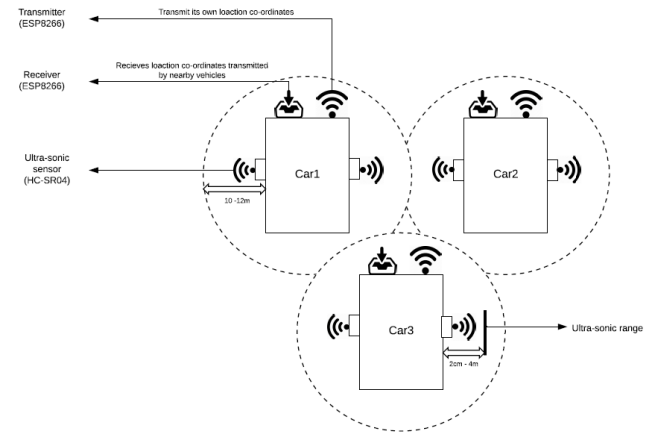 Transmitter
(ESP8266)
Transmit its own loaction co-ordinates
Receiver
(ESP8266)
Recieves loaction co-ordinates transmitted
by nearby vehicles
Ultra-sonic
sensor
(HC-SR04)
Car1
Car2
10 -12m
Car3
Ultra-sonic range
2cm - 4m